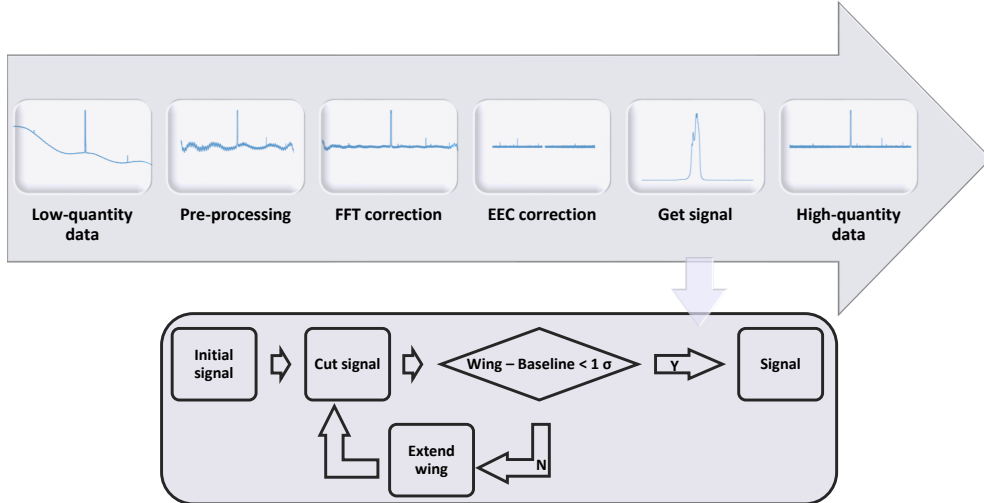 Low-quantity
data
Pre-processing
FFT correction
EEC correction
Get signal
High-quantity
data
Initial
signal
Cut signal
Wing – Baseline < 1 σ
Y
Signal
Extend
wing
N